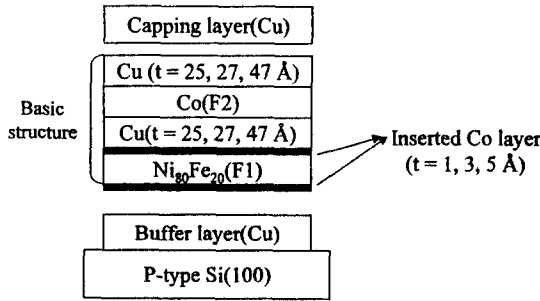 Capping layer(Cu)
Cu (t = 25, 27, 47 Å)
Co(F2)
Basic structure
Cu(t = 25, 27, 47 Å)
Inserted Co layer
(t = 1, 3, 5 Å)
Ni₈₀Fe₂₀(F1)
Buffer layer(Cu)
P-type Si(100)